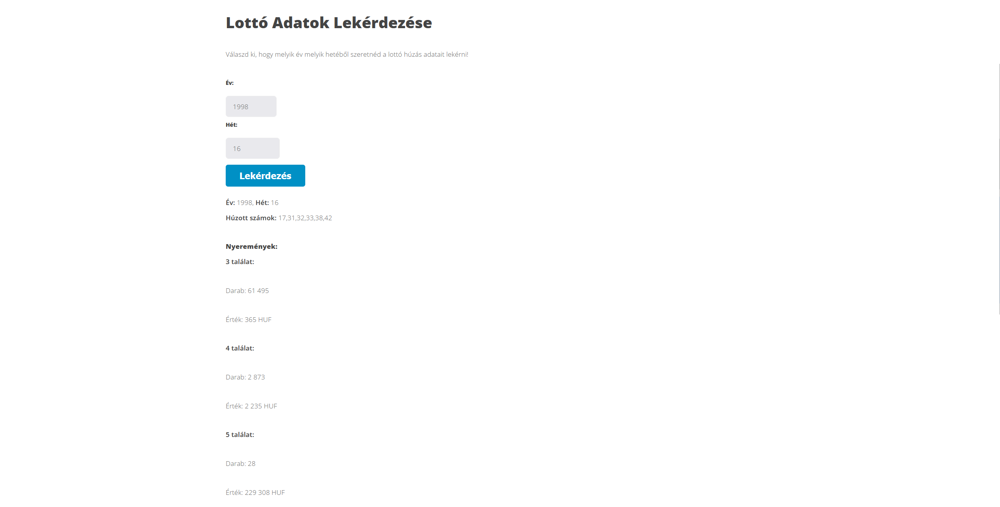 Lottó Adatok Lekérdezése
Válaszd ki, hogy melyik év melyik hetéből szeretnéd a lottó húzás adatait lekérni!
Év:
1998
Hét:
16
Lekérdezés
Év: 1998, Hét: 16
Húzott számok: 17,31,32,33,38,42
Nyeremények:
3 találat:
Darab: 61 495
Érték: 365 HUF
4 találat:
Darab: 2 873
Érték: 2 235 HUF
5 találat:
Darab: 28
Érték: 229 308 HUF